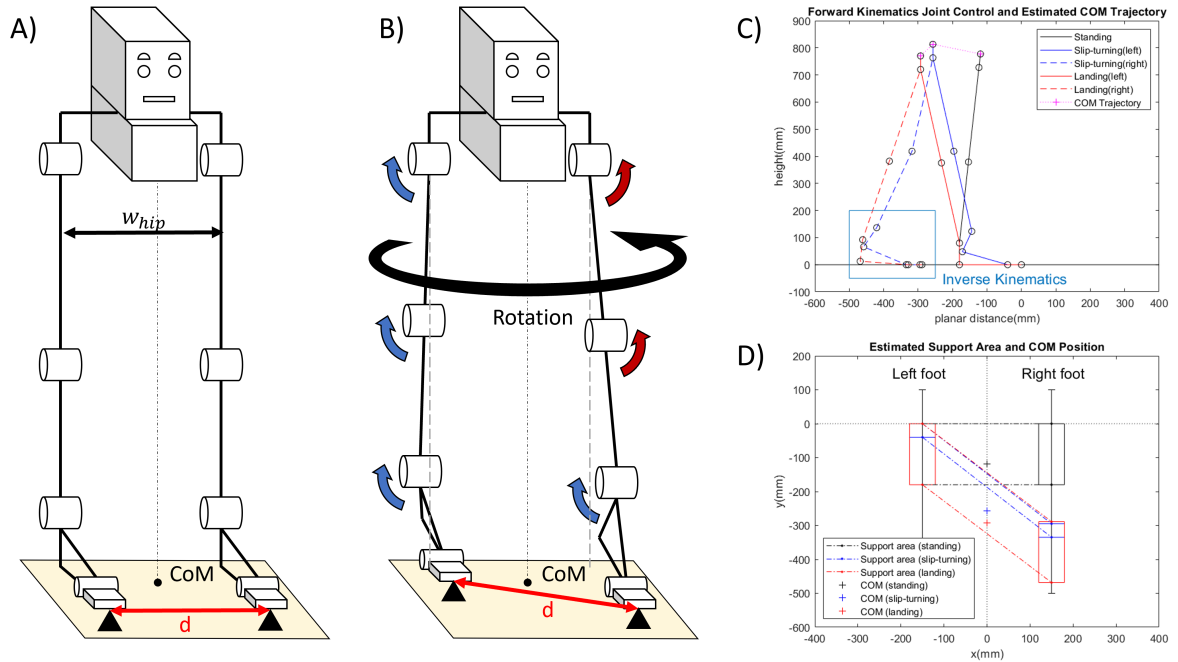 A)
w_hip
CoM
d
B)
Rotation
CoM
d
C)
Forward Kinematics Joint Control and Estimated COM Trajectory
900
800
700
600
500
400
300
200
100
0
-100
height(mm)
Standing
Slip-turning(left)
Slip-turning(right)
Landing(left)
Landing(right)
COM Trajectory
Inverse Kinematics
-600 -500 -400 -300 -200 -100 0 100 200 300 400
planar distance(mm)
D)
Estimated Support Area and COM Position
Left foot
Right foot
200
100
0
-100
-200
-300
-400
-500
-600
y(mm)
Support area (standing)
Support area (slip-turning)
Support area (landing)
COM (standing)
COM (slip-turning)
COM (landing)
-400 -300 -200 -100 0 100 200 300 400
x(mm)